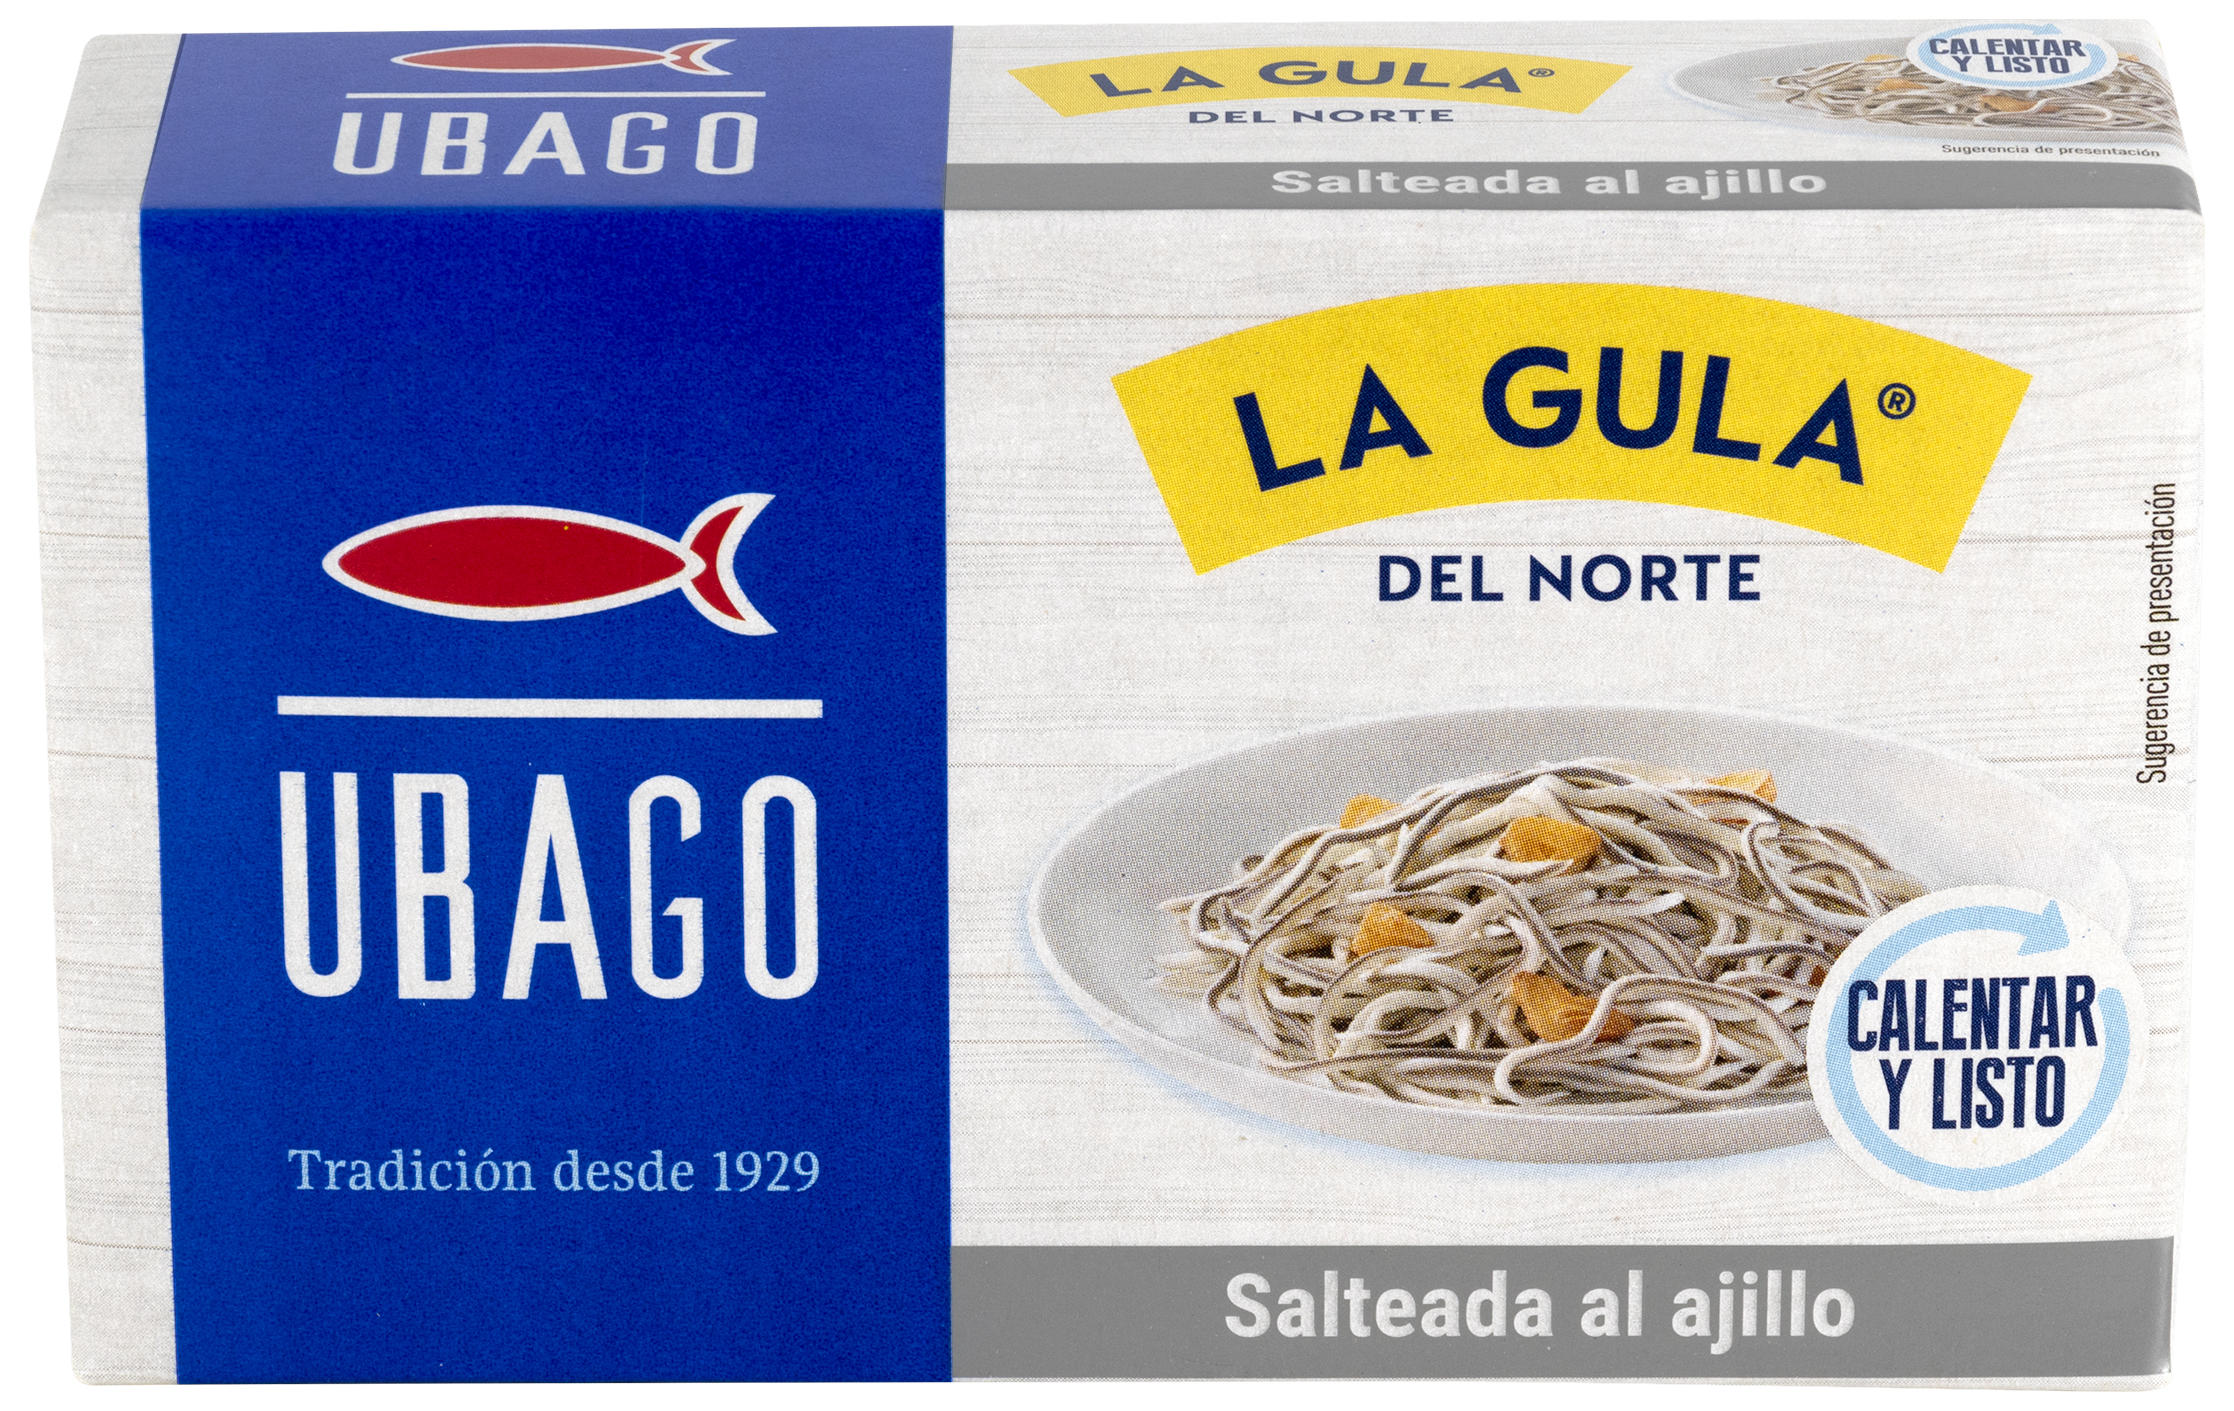 UBAGO
LA GULA®
DEL NORTE
CALENTAR
Y LISTO
Sugerencia de presentación
Salteada al ajillo
LA GULA®
DEL NORTE
Sugerencia de presentación
UBAGO
CALENTAR
Y LISTO
Tradición desde 1929
Salteada al ajillo